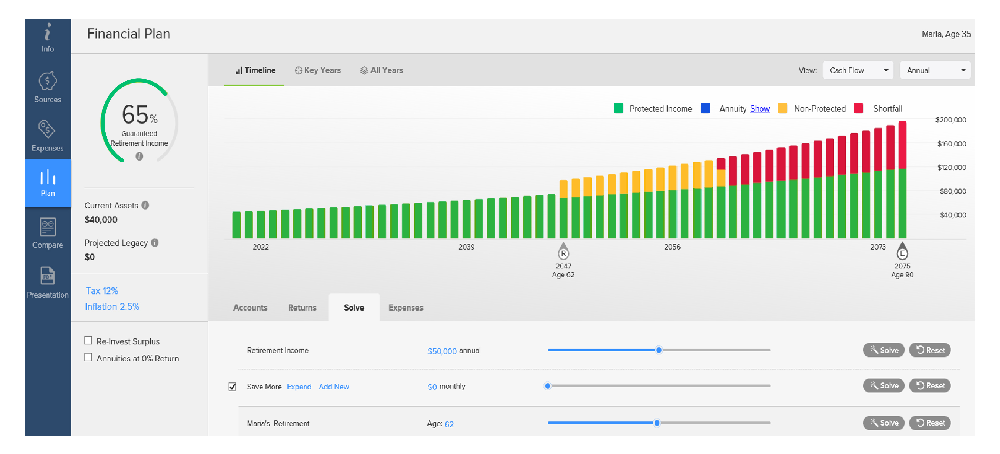 Info
Sources
Expenses
Plan
Compare
PDF
Presentation
Financial Plan
Maria, Age 35
65%
Guaranteed
Retirement Income
Current Assets
$40,000
Projected Legacy
$0
Tax 12%
Inflation 2.5%
Re-invest Surplus
Annuities at 0% Return
Timeline Key Years All Years
View: Cash Flow Annual
Protected Income Annuity Show Non-Protected Shortfall
$200,000
$160,000
$120,000
$80,000
$40,000
2022 2039 2056 2073
R E
2047 2075
Age 62 Age 90
Accounts Returns Solve Expenses
Retirement Income $50,000 annual Solve Reset
Save More Expand Add New $0 monthly Solve Reset
Maria's Retirement Age: 62 Solve Reset